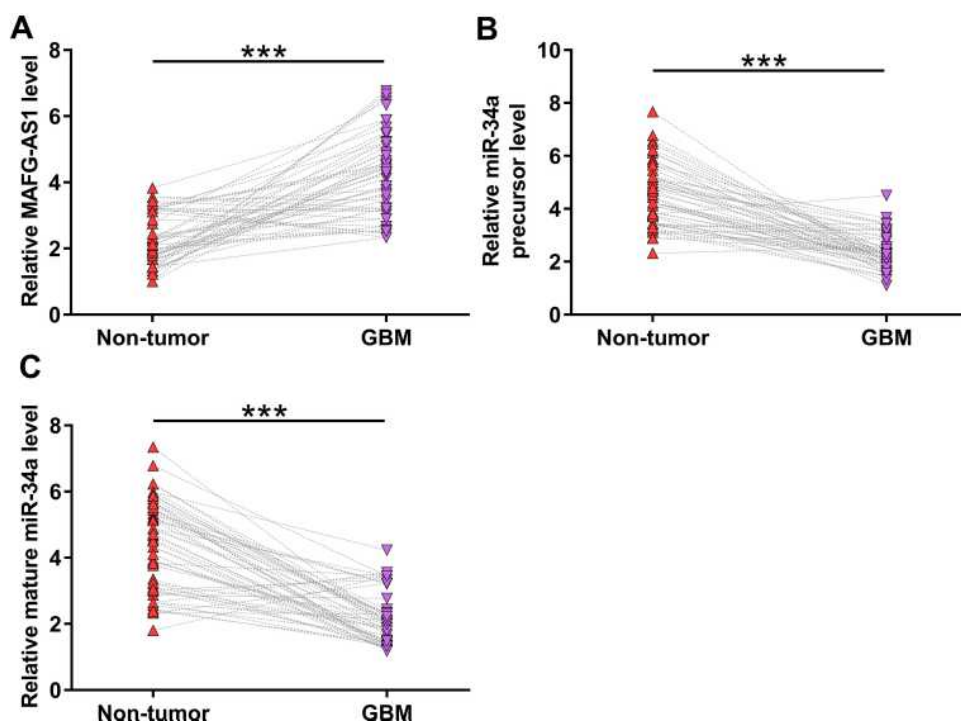 A
***
Relative MAFG-AS1 level
8
6
4
2
0
Non-tumor GBM
B
***
Relative miR-34a
precursor level
10
8
6
4
2
0
Non-tumor GBM
C
***
Relative mature miR-34a level
8
6
4
2
0
Non-tumor GBM